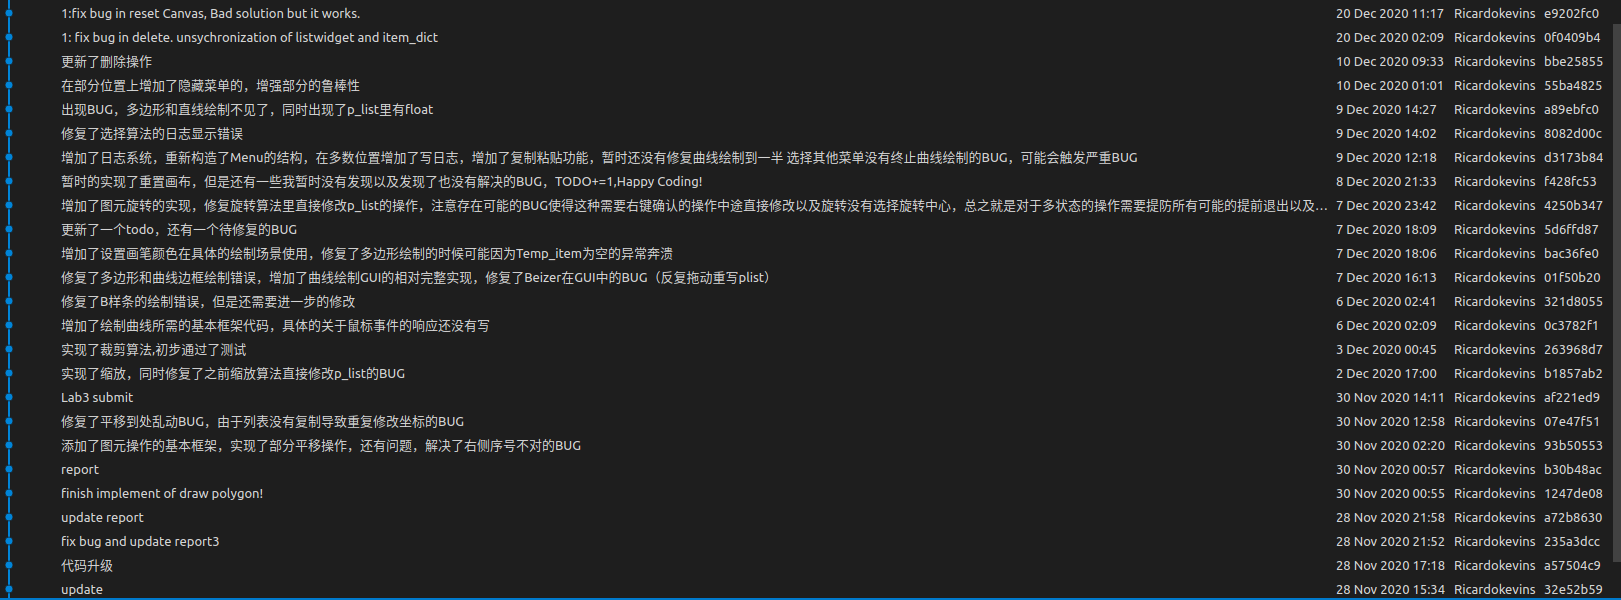 1:fix bug in reset Canvas, Bad solution but it works. 20 Dec 2020 11:17 Ricardokevins e9202fc0
1: fix bug in delete. unsychronization of listwidget and item_dict 20 Dec 2020 02:09 Ricardokevins 0f0409b4
更新了删除操作 10 Dec 2020 09:33 Ricardokevins bbe25855
在部分位置上增加了隐藏菜单的，增强部分的鲁棒性 10 Dec 2020 01:01 Ricardokevins 55ba4825
出现BUG，多边形和直线绘制不见了，同时出现了p_list里有float 9 Dec 2020 14:27 Ricardokevins a89ebfc0
修复了选择算法的日志显示错误 9 Dec 2020 14:02 Ricardokevins 8082d00c
增加了日志系统，重新构造了Menu的结构，在多数位置增加了写日志，增加了复制粘贴功能，暂时还没有修复曲线绘制到一半 选择其他菜单没有终止曲线绘制的BUG，可能会触发严重BUG 9 Dec 2020 12:18 Ricardokevins d3173b84
暂时的实现了重置画布，但是还有一些我暂时没有发现以及发现了也没有解决的BUG，TODO+=1,Happy Coding! 8 Dec 2020 21:33 Ricardokevins f428fc53
增加了图元旋转的实现，修复旋转算法里直接修改p_list的操作，注意存在可能的BUG使得这种需要右键确认的操作中途直接修改以及旋转没有选择旋转中心，总之就是对于多状态的操作需要提防所有可能的提前退出以及... 7 Dec 2020 23:42 Ricardokevins 4250b347
更新了一个todo，还有一个待修复的BUG 7 Dec 2020 18:09 Ricardokevins 5d6ffd87
增加了设置画笔颜色在具体的绘制场景使用，修复了多边形绘制的时候可能因为Temp_item为空的异常奔溃 7 Dec 2020 18:06 Ricardokevins bac36fe0
修复了多边形和曲线边框绘制错误，增加了曲线绘制GUI的相对完整实现，修复了Beizer在GUI中的BUG（反复拖动重写plist） 7 Dec 2020 16:13 Ricardokevins 01f50b20
修复了B样条的绘制错误，但是还需要进一步的修改 6 Dec 2020 02:41 Ricardokevins 321d8055
增加了绘制曲线所需的基本框架代码，具体的关于鼠标事件的响应还没有写 6 Dec 2020 02:09 Ricardokevins 0c3782f1
实现了裁剪算法,初步通过了测试 3 Dec 2020 00:45 Ricardokevins 263968d7
实现了缩放，同时修复了之前缩放算法直接修改p_list的BUG 2 Dec 2020 17:00 Ricardokevins b1857ab2
Lab3 submit 30 Nov 2020 14:11 Ricardokevins af221ed9
修复了平移到处乱动BUG，由于列表没有复制导致重复修改坐标的BUG 30 Nov 2020 12:58 Ricardokevins 07e47f51
添加了图元操作的基本框架，实现了部分平移操作，还有问题，解决了右侧序号不对的BUG 30 Nov 2020 02:20 Ricardokevins 93b50553
report 30 Nov 2020 00:57 Ricardokevins b30b48ac
finish implement of draw polygon! 30 Nov 2020 00:55 Ricardokevins 1247de08
update report 28 Nov 2020 21:58 Ricardokevins a72b8630
fix bug and update report3 28 Nov 2020 21:52 Ricardokevins 235a3dcc
代码升级 28 Nov 2020 17:18 Ricardokevins a57504c9
update 28 Nov 2020 15:34 Ricardokevins 32e52b59